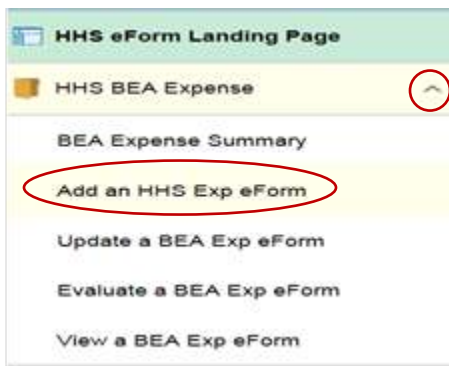 HHS eForm Landing Page
HHS BEA Expense
BEA Expense Summary
Add an HHS Exp eForm
Update a BEA Exp eForm
Evaluate a BEA Exp eForm
View a BEA Exp eForm